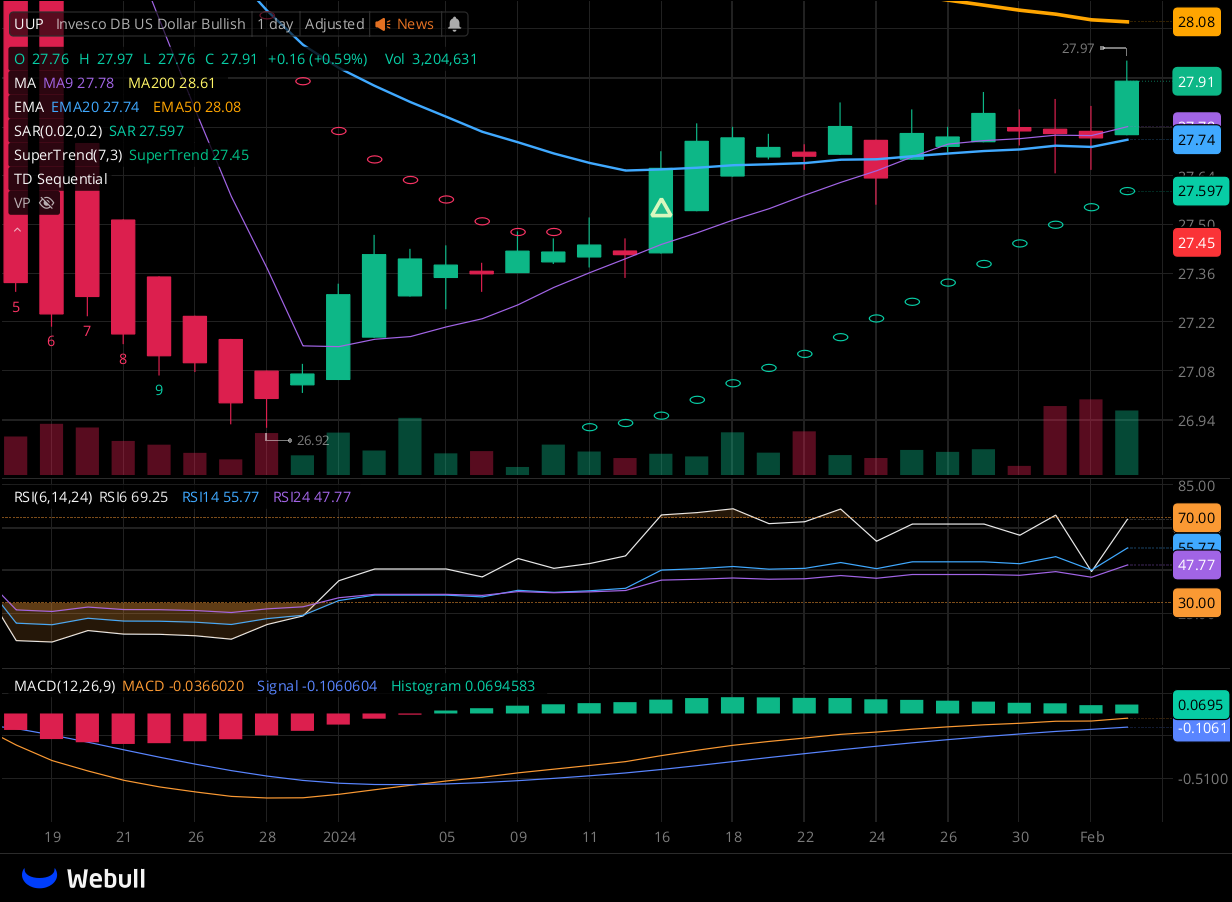 UUP Invesco DB US Dollar Bullish 1 day Adjusted News
O 27.76 H 27.97 L 27.76 C 27.91 +0.16 (+0.59%) Vol 3,204,631
MA MA9 27.78 MA200 28.61
EMA EMA20 27.74 EMA50 28.08
SAR(0.02,0.2) SAR 27.597
SuperTrend(7,3) SuperTrend 27.45
TD Sequential
VP
28.08
27.97
27.91
27.74
27.597
27.50
27.45
27.36
27.22
27.08
26.94
5
6
7
8
9
26.92
RSI(6,14,24) RSI6 69.25 RSI14 55.77 RSI24 47.77
85.00
70.00
55.77
47.77
30.00
MACD(12,26,9) MACD -0.0366020 Signal -0.1060604 Histogram 0.0694583
0.0695
-0.1061
-0.5100
19 21 26 28 2024 05 09 11 16 18 22 24 26 30 Feb
Webull